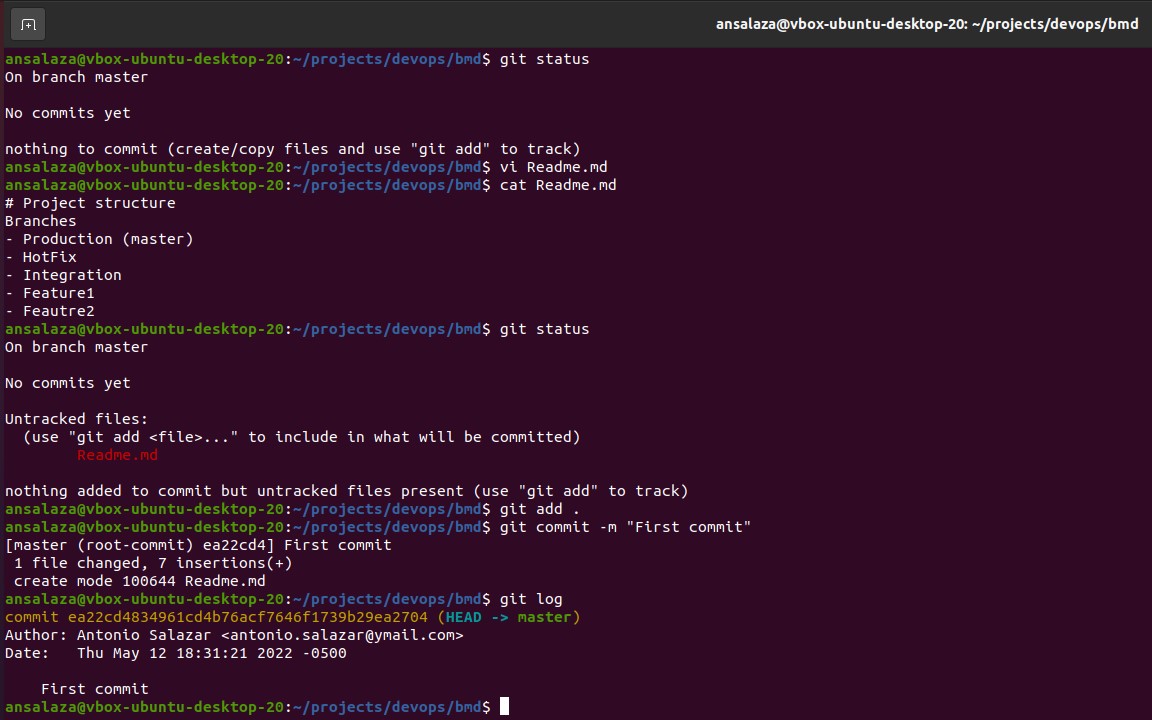 ansalaza@vbox-ubuntu-desktop-20: ~/projects/devops/bmd
ansalaza@vbox-ubuntu-desktop-20:~/projects/devops/bmd$ git status
On branch master
No commits yet
nothing to commit (create/copy files and use "git add" to track)
ansalaza@vbox-ubuntu-desktop-20:~/projects/devops/bmd$ vi Readme.md
ansalaza@vbox-ubuntu-desktop-20:~/projects/devops/bmd$ cat Readme.md
# Project structure
Branches
- Production (master)
- HotFix
- Integration
- Feature1
- Feautre2
ansalaza@vbox-ubuntu-desktop-20:~/projects/devops/bmd$ git status
On branch master
No commits yet
Untracked files:
  (use "git add <file>..." to include in what will be committed)
        Readme.md
nothing added to commit but untracked files present (use "git add" to track)
ansalaza@vbox-ubuntu-desktop-20:~/projects/devops/bmd$ git add .
ansalaza@vbox-ubuntu-desktop-20:~/projects/devops/bmd$ git commit -m "First commit"
[master (root-commit) ea22cd4] First commit
 1 file changed, 7 insertions(+)
 create mode 100644 Readme.md
ansalaza@vbox-ubuntu-desktop-20:~/projects/devops/bmd$ git log
commit ea22cd4834961cd4b76acf7646f1739b29ea2704 (HEAD -> master)
Author: Antonio Salazar <antonio.salazar@ymail.com>
Date:   Thu May 12 18:31:21 2022 -0500
    First commit
ansalaza@vbox-ubuntu-desktop-20:~/projects/devops/bmd$